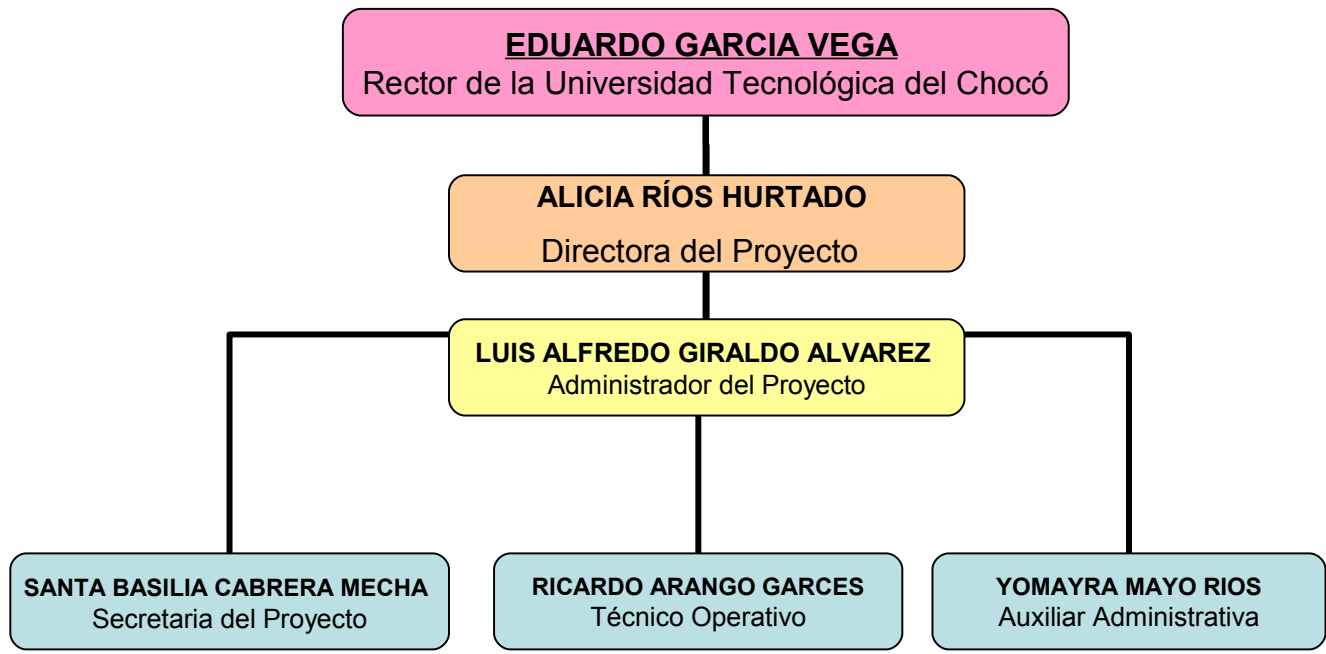 EDUARDO GARCIA VEGA
Rector de la Universidad Tecnológica del Chocó
ALICIA RÍOS HURTADO
Directora del Proyecto
LUIS ALFREDO GIRALDO ALVAREZ
Administrador del Proyecto
SANTA BASILIA CABRERA MECHA
Secretaria del Proyecto
RICARDO ARANGO GARCES
Técnico Operativo
YOMAYRA MAYO RIOS
Auxiliar Administrativa